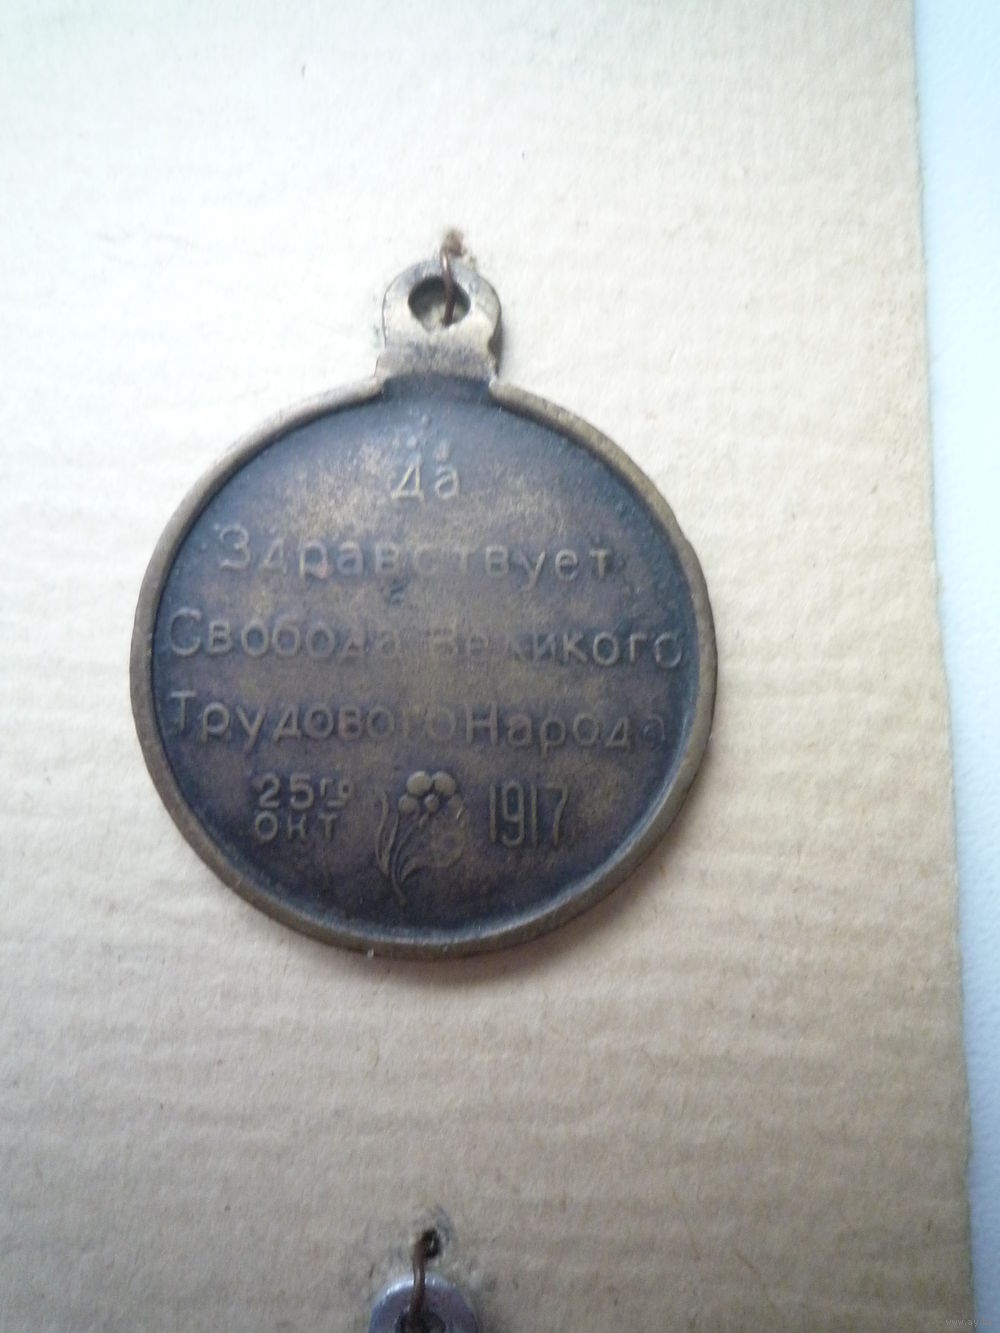 Да
Здравствует
Свобода Великого
Трудового Народа
25го 1917
окт